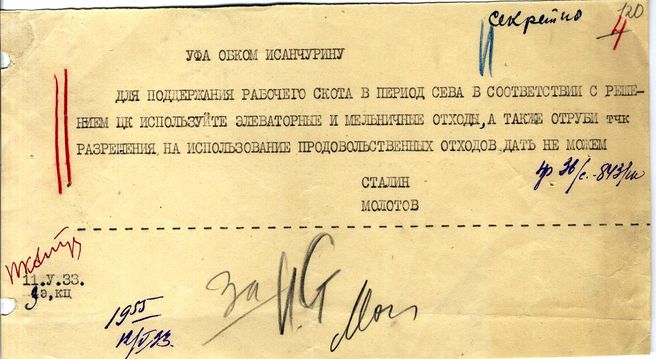 Секретно
120
4
УФА ОБКОМ ИСАНЧУРИНУ
ДЛЯ ПОДДЕРЖАНИЯ РАБОЧЕГО СКОТА В ПЕРИОД СЕВА В СООТВЕТСТВИИ С РЕШЕ-
НИЕМ ЦК ИСПОЛЬЗУЙТЕ ЭЛЕВАТОРНЫЕ И МЕЛЬНИЧНЫЕ ОТХОДЫ, А ТАКЖЕ ОТРУБИ ТЧК
РАЗРЕШЕНИЯ НА ИСПОЛЬЗОВАНИЕ ПРОДОВОЛЬСТВЕННЫХ ОТХОДОВ ДАТЬ НЕ МОЖЕМ
СТАЛИН
МОЛОТОВ
11.У.33.
за И.Ст
Мол